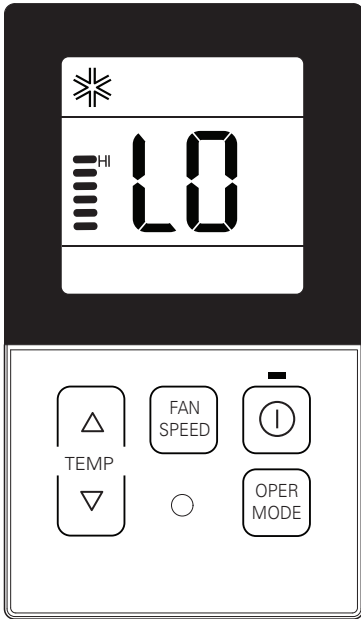 HI
LO
FAN
SPEED
TEMP
OPER
MODE